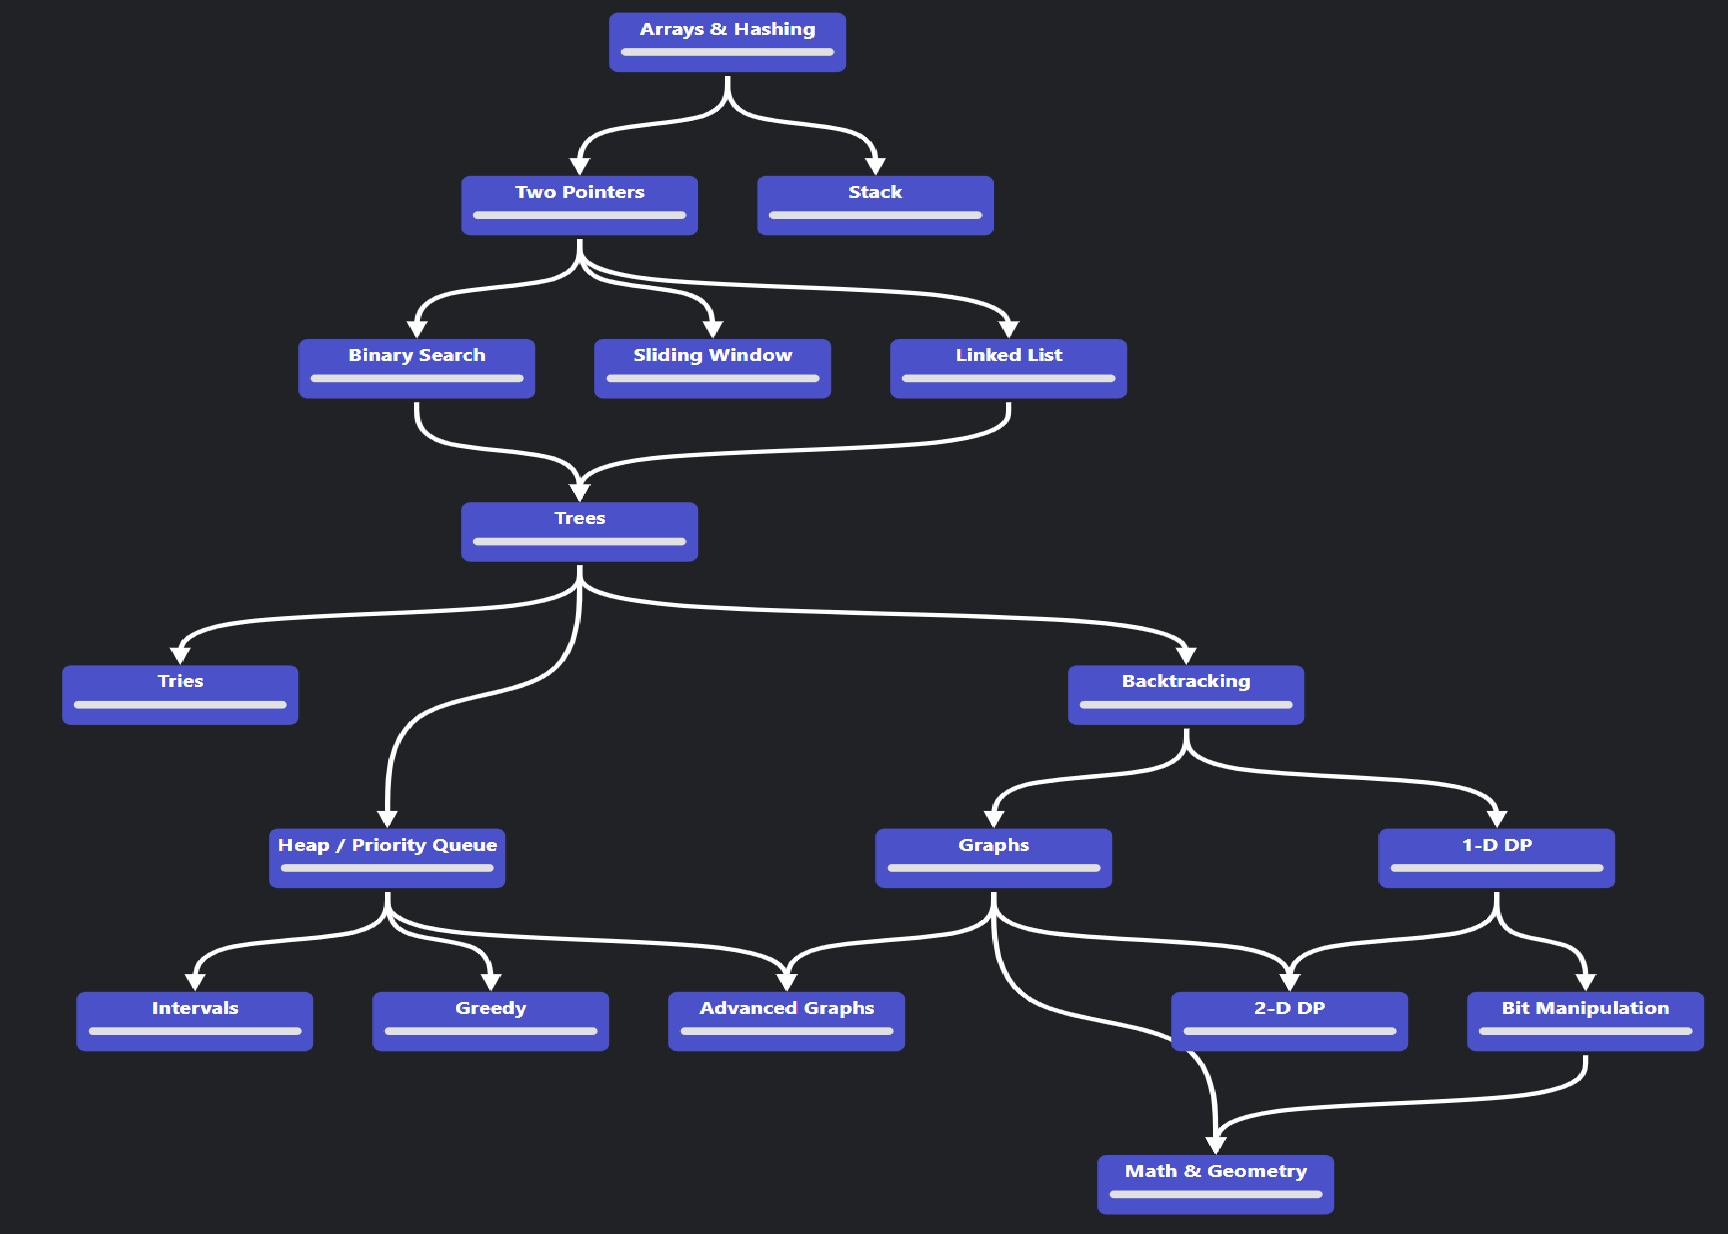 Arrays & Hashing
Two Pointers
Stack
Binary Search
Sliding Window
Linked List
Trees
Tries
Backtracking
Heap / Priority Queue
Graphs
1-D DP
Intervals
Greedy
Advanced Graphs
2-D DP
Bit Manipulation
Math & Geometry